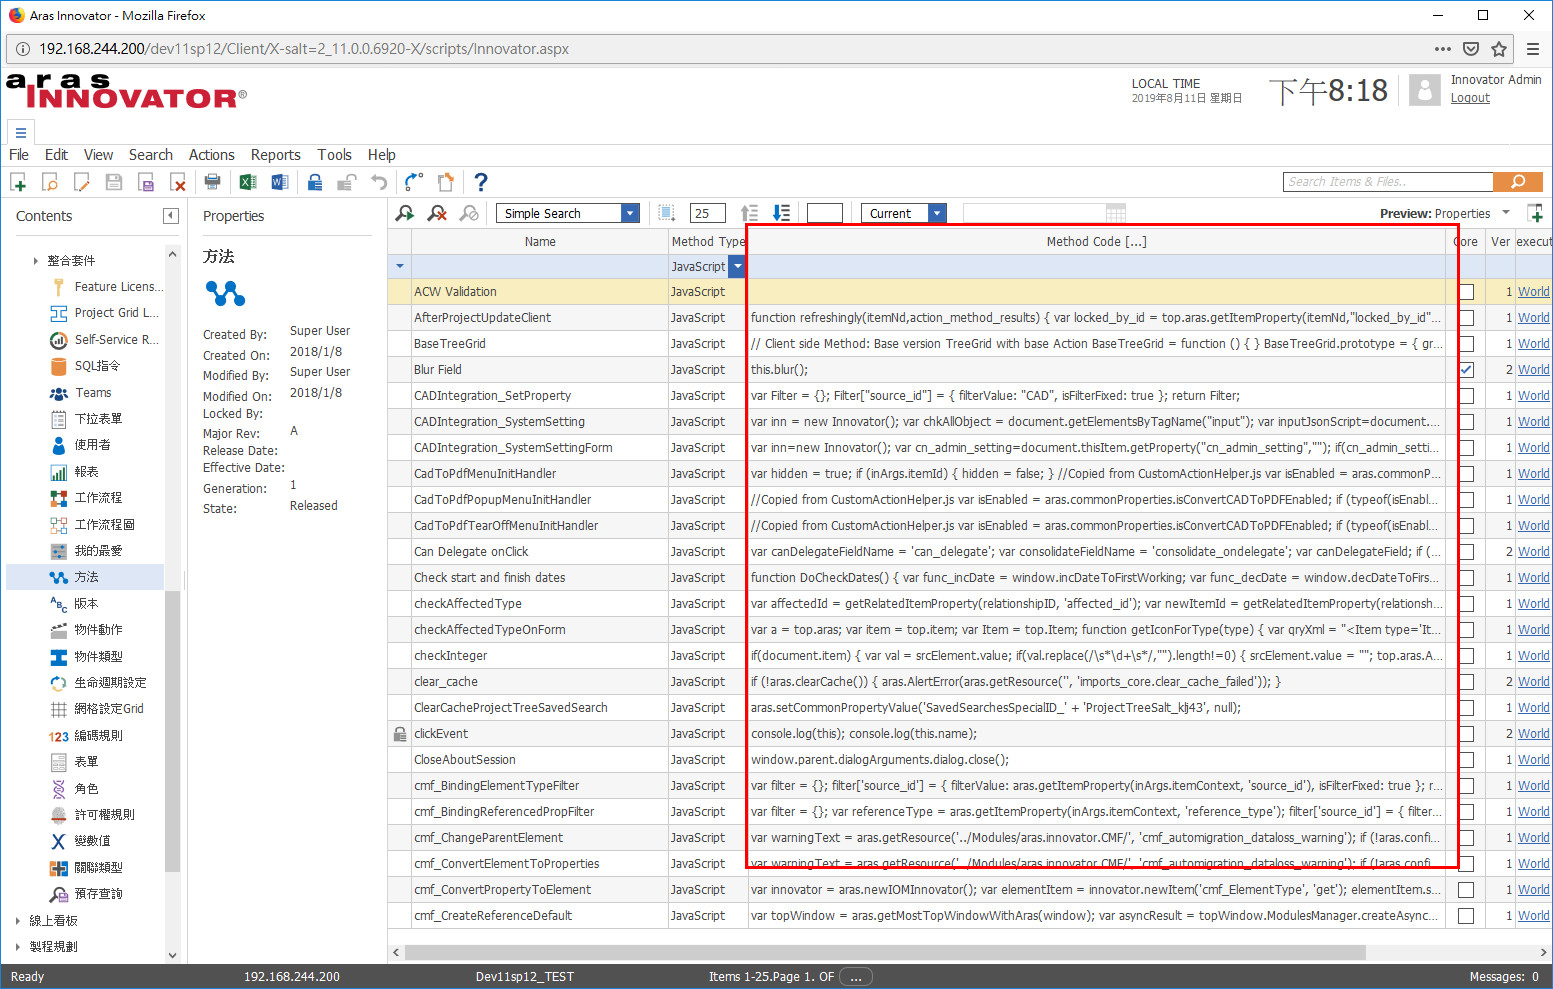 Aras Innovator - Mozilla Firefox
192.168.244.200/dev11sp12/Client/X-salt=2_11.0.0.6920-X/scripts/Innovator.aspx
aras
INNOVATOR®
LOCAL TIME
2019年8月11日 星期日
下午8:18
Innovator Admin
Logout
File Edit View Search Actions Reports Tools Help
Search Items & Files..
Contents
整合套件
Feature Licens...
Project Grid L...
Self-Service R...
SQL指令
Teams
下拉表單
使用者
報表
工作流程
工作流程圖
我的最愛
方法
版本
物件動作
物件類型
生命週期設定
網格設定Grid
編碼規則
表單
角色
許可權規則
變數值
關聯類型
預存查詢
線上看板
製程規劃
Properties
方法
Created By: Super User
Created On: 2018/1/8
Modified By: Super User
Modified On: 2018/1/8
Locked By:
Major Rev: A
Release Date:
Effective Date:
Generation: 1
State: Released
Simple Search 25 Current Preview: Properties
Name Method Type Method Code [...] Core Ver execut
JavaScript
ACW Validation JavaScript 1 World
AfterProjectUpdateClient JavaScript function refreshingly(itemNd,action_method_results) { var locked_by_id = top.aras.getItemProperty(itemNd,"locked_by_id"... 1 World
BaseTreeGrid JavaScript // Client side Method: Base version TreeGrid with base Action BaseTreeGrid = function () { } BaseTreeGrid.prototype = { gr... 1 World
Blur Field JavaScript this.blur(); 2 World
CADIntegration_SetProperty JavaScript var Filter = {}; Filter["source_id"] = { filterValue: "CAD", isFilterFixed: true }; return Filter; 1 World
CADIntegration_SystemSetting JavaScript var inn = new Innovator(); var chkAllObject = document.getElementsByTagName("input"); var inputJsonScript=document.... 1 World
CADIntegration_SystemSettingForm JavaScript var inn=new Innovator(); var cn_admin_setting=document.thisItem.getProperty("cn_admin_setting",""); if(cn_admin_setti... 1 World
CadToPdfMenuInitHandler JavaScript var hidden = true; if (inArgs.itemId) { hidden = false; } //Copied from CustomActionHelper.js var isEnabled = aras.commonP... 1 World
CadToPdfPopupMenuInitHandler JavaScript //Copied from CustomActionHelper.js var isEnabled = aras.commonProperties.isConvertCADToPDFEnabled; if (typeof(isEnabl... 1 World
CadToPdfTearOffMenuInitHandler JavaScript //Copied from CustomActionHelper.js var isEnabled = aras.commonProperties.isConvertCADToPDFEnabled; if (typeof(isEnabl... 1 World
Can Delegate onClick JavaScript var canDelegateFieldName = 'can_delegate'; var consolidateFieldName = 'consolidate_ondelegate'; var canDelegateField; if (... 2 World
Check start and finish dates JavaScript function DoCheckDates() { var func_incDate = window.incDateToFirstWorking; var func_decDate = window.decDateToFirs... 1 World
checkAffectedType JavaScript var affectedId = getRelatedItemProperty(relationshipID, 'affected_id'); var newItemId = getRelatedItemProperty(relationsh... 1 World
checkAffectedTypeOnForm JavaScript var a = top.aras; var item = top.item; var Item = top.Item; function getIconForType(type) { var qryXml = "<Item type='It... 1 World
checkInteger JavaScript if(document.item) { var val = srcElement.value; if(val.replace(/\s*\d+\s*/,"").length!=0) { srcElement.value = ""; top.aras.A... 1 World
clear_cache JavaScript if (!aras.clearCache()) { aras.AlertError(aras.getResource('', 'imports_core.clear_cache_failed')); } 2 World
ClearCacheProjectTreeSavedSearch JavaScript aras.setCommonPropertyValue('SavedSearchesSpecialID_' + 'ProjectTreeSalt_klj43', null); 1 World
clickEvent JavaScript console.log(this); console.log(this.name); 2 World
CloseAboutSession JavaScript window.parent.dialogArguments.dialog.close(); 1 World
cmf_BindingElementTypeFilter JavaScript var filter = {}; filter['source_id'] = { filterValue: aras.getItemProperty(inArgs.itemContext, 'source_id'), isFilterFixed: true }; r... 1 World
cmf_BindingReferencedPropFilter JavaScript var filter = {}; var referenceType = aras.getItemProperty(inArgs.itemContext, 'reference_type'); filter['source_id'] = { filter... 1 World
cmf_ChangeParentElement JavaScript var warningText = aras.getResource('../Modules/aras.innovator.CMF/', 'cmf_automigration_dataloss_warning'); if (!aras.confi... 1 World
cmf_ConvertElementToProperties JavaScript var warningText = aras.getResource('../Modules/aras.innovator.CMF/', 'cmf_automigration_dataloss_warning'); if (!aras.confi... 1 World
cmf_ConvertPropertyToElement JavaScript var innovator = aras.newIOMInnovator(); var elementItem = innovator.newItem('cmf_ElementType', 'get'); elementItem.s... 1 World
cmf_CreateReferenceDefault JavaScript var topWindow = aras.getMostTopWindowWithAras(window); var asyncResult = topWindow.ModulesManager.createAsync... 1 World
Ready 192.168.244.200 Dev11sp12_TEST Items 1-25.Page 1. OF ... Messages: 0